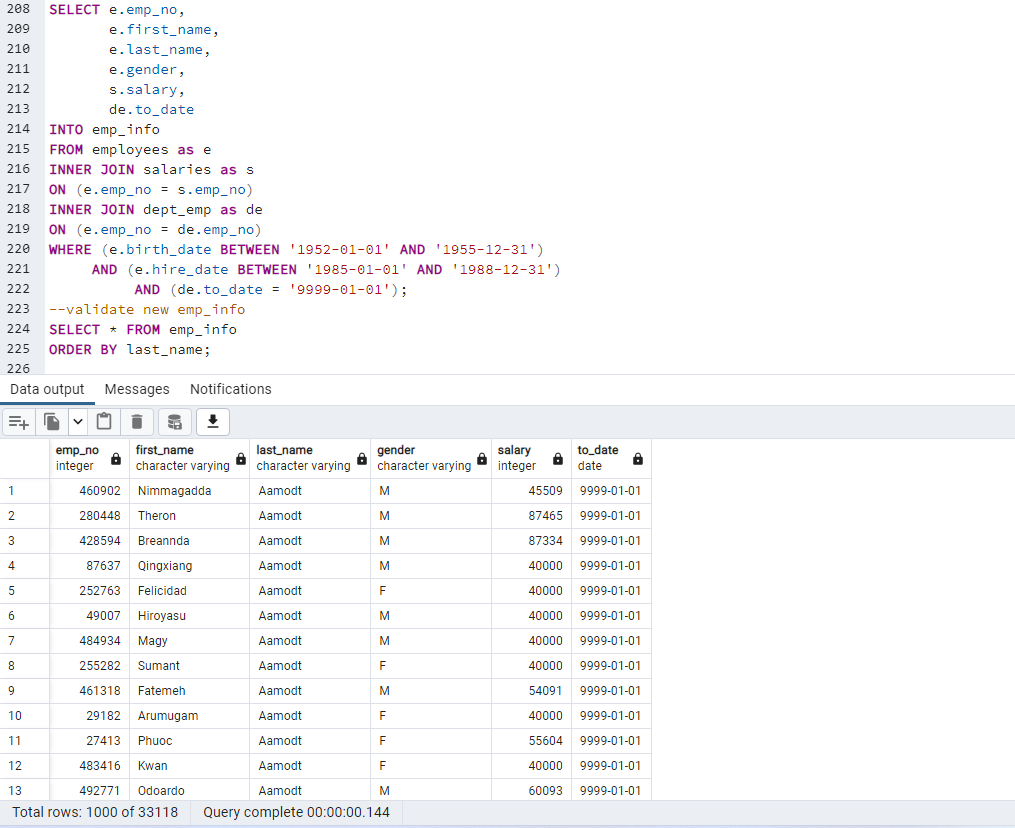 208 SELECT e.emp_no,
209 e.first_name,
210 e.last_name,
211 e.gender,
212 s.salary,
213 de.to_date
214 INTO emp_info
215 FROM employees as e
216 INNER JOIN salaries as s
217 ON (e.emp_no = s.emp_no)
218 INNER JOIN dept_emp as de
219 ON (e.emp_no = de.emp_no)
220 WHERE (e.birth_date BETWEEN '1952-01-01' AND '1955-12-31')
221 AND (e.hire_date BETWEEN '1985-01-01' AND '1988-12-31')
222 AND (de.to_date = '9999-01-01');
223 --validate new emp_info
224 SELECT * FROM emp_info
225 ORDER BY last_name;
226
Data output Messages Notifications
emp_no first_name last_name gender salary to_date
integer character varying character varying character varying integer date
1 460902 Nimmagadda Aamodt M 45509 9999-01-01
2 280448 Theron Aamodt M 87465 9999-01-01
3 428594 Breannda Aamodt M 87334 9999-01-01
4 87637 Qingxiang Aamodt M 40000 9999-01-01
5 252763 Felicidad Aamodt F 40000 9999-01-01
6 49007 Hiroyasu Aamodt M 40000 9999-01-01
7 484934 Magy Aamodt M 40000 9999-01-01
8 255282 Sumant Aamodt F 40000 9999-01-01
9 461318 Fatemeh Aamodt M 54091 9999-01-01
10 29182 Arumugam Aamodt F 40000 9999-01-01
11 27413 Phuoc Aamodt F 55604 9999-01-01
12 483416 Kwan Aamodt F 40000 9999-01-01
13 492771 Odoardo Aamodt M 60093 9999-01-01
Total rows: 1000 of 33118 Query complete 00:00:00.144